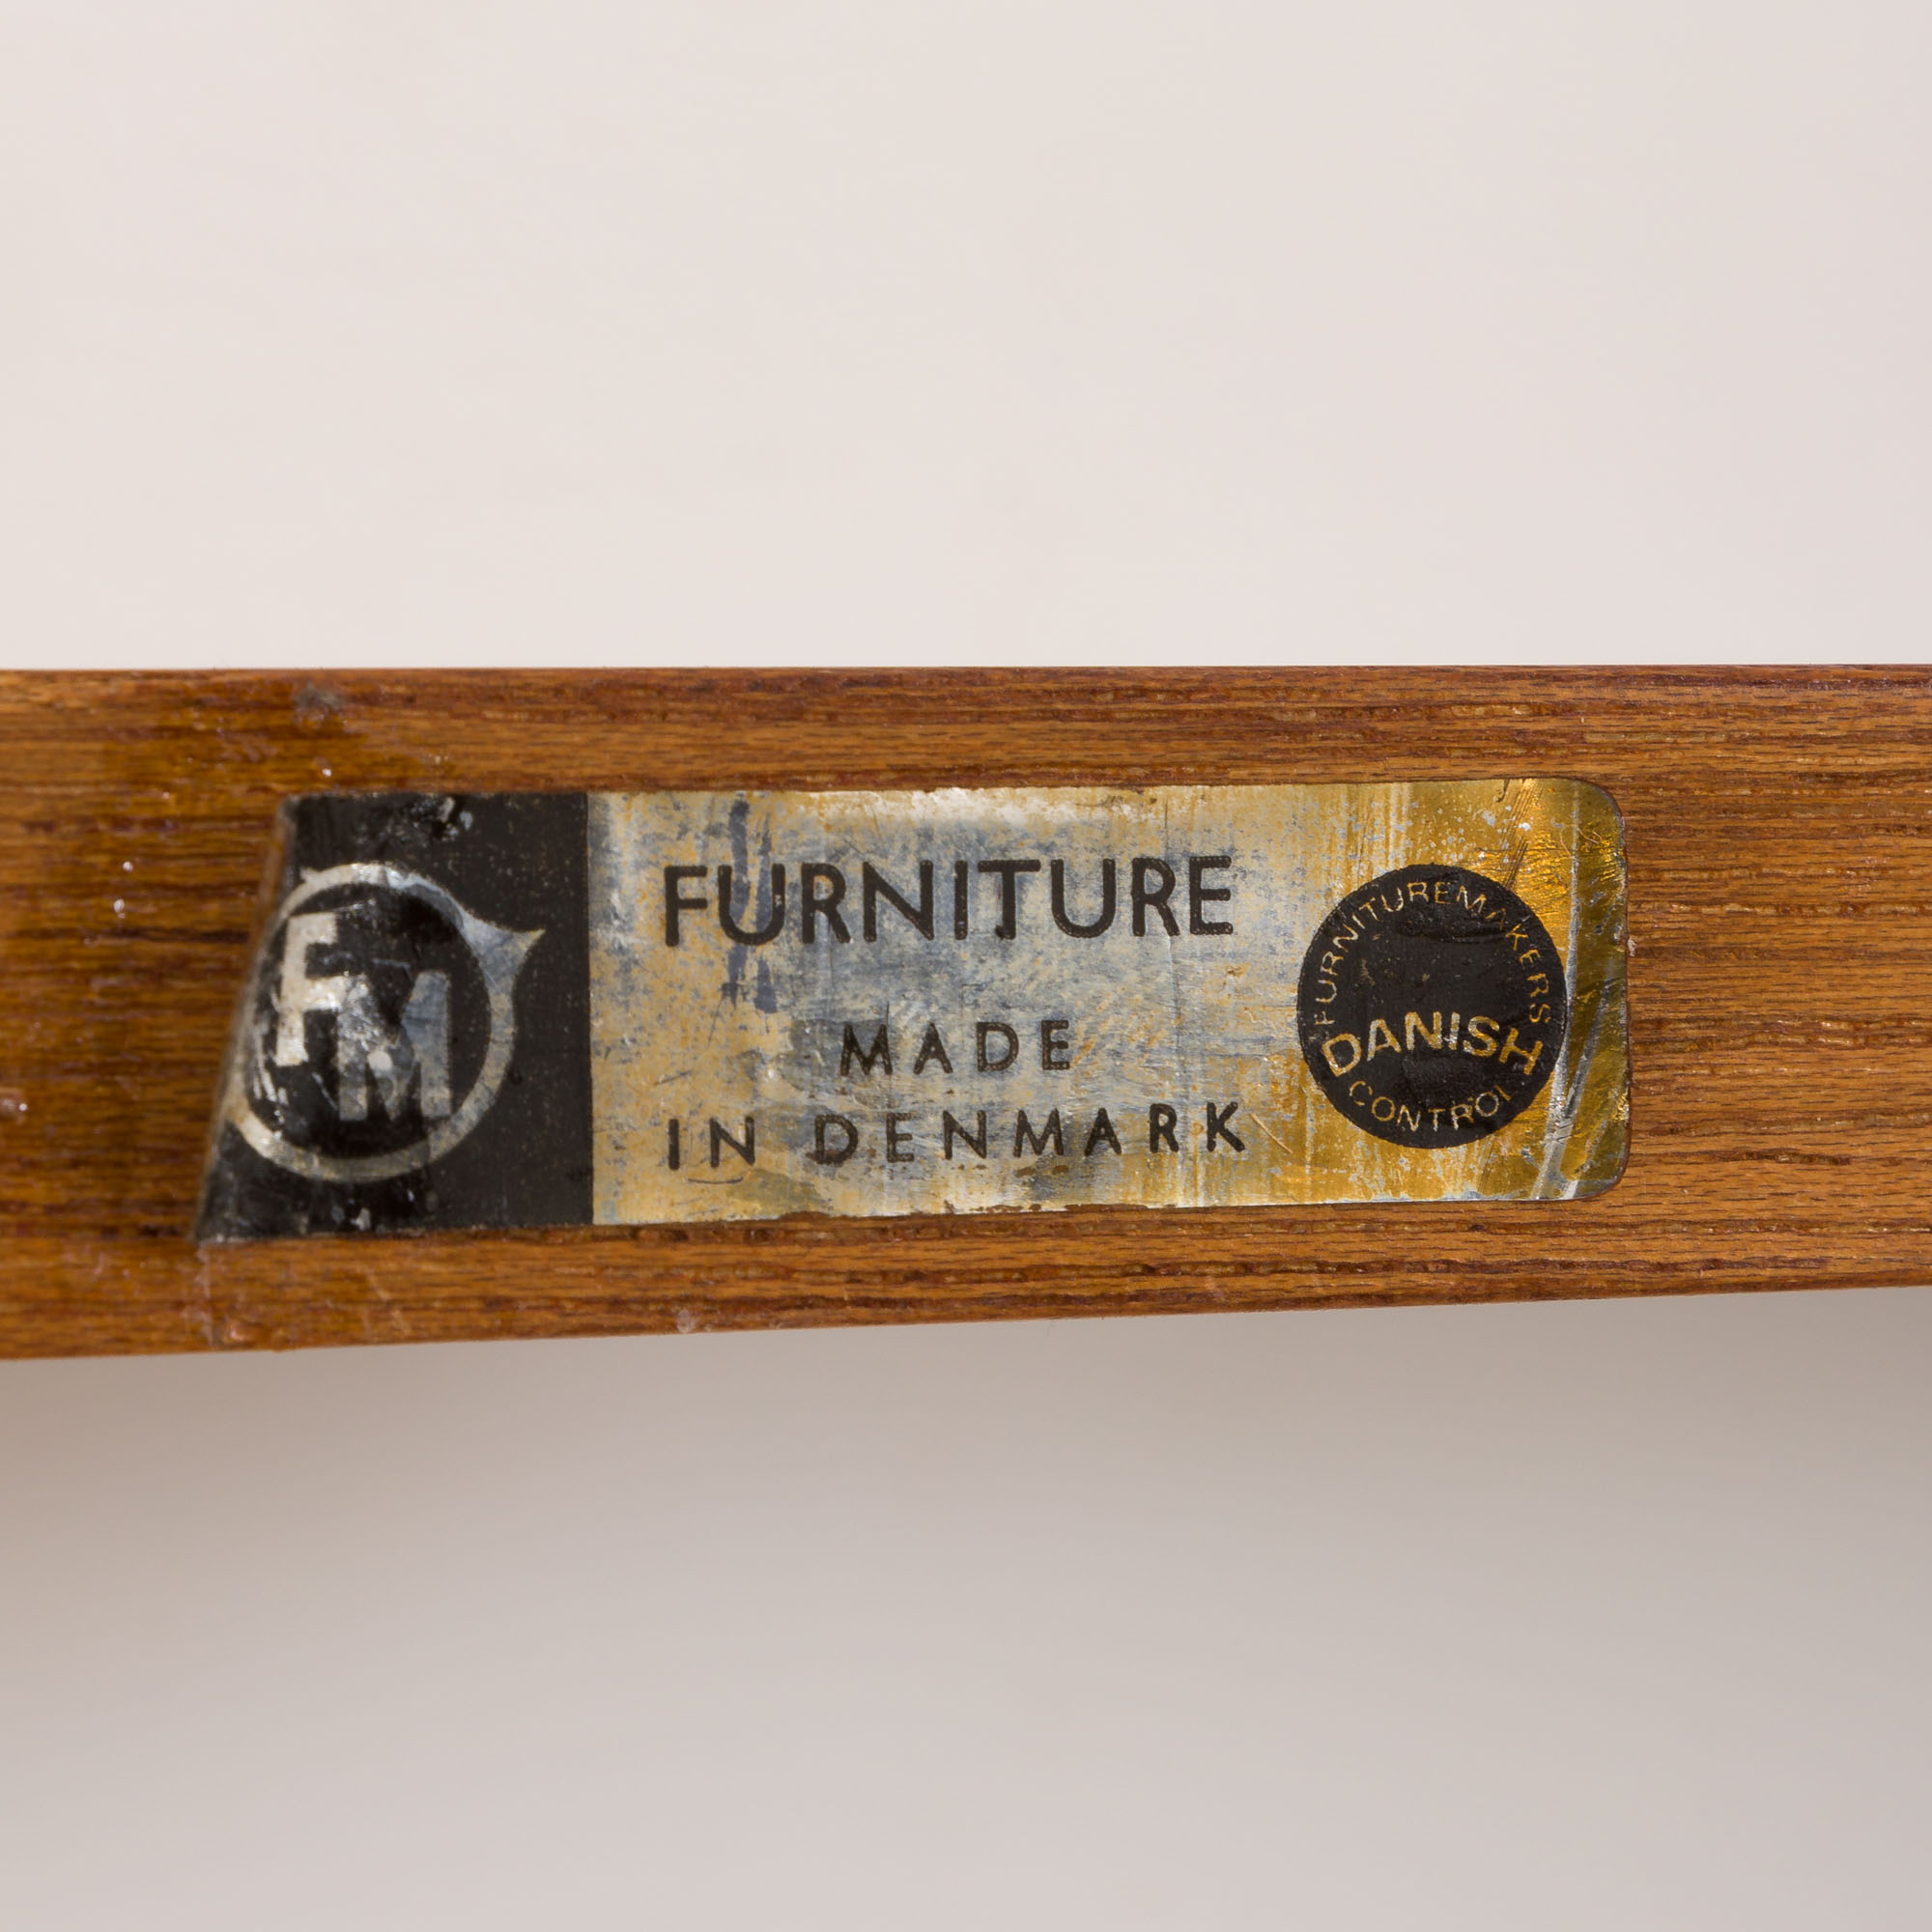 FM
FURNITURE
MADE
IN DENMARK
FURNITUREMAKERS
DANISH
CONTROL